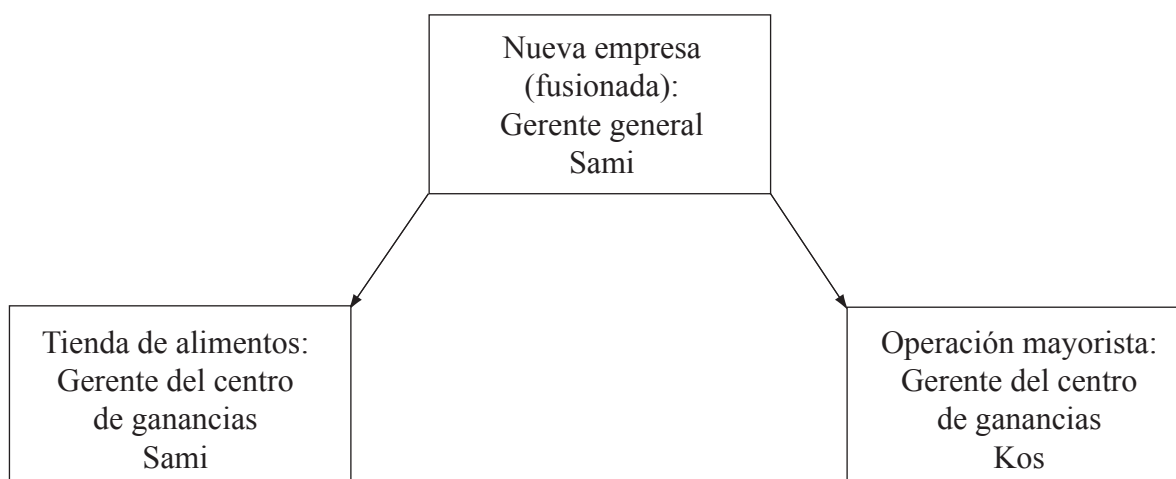 Nueva empresa
(fusionada):
Gerente general
Sami
Tienda de alimentos:
Gerente del centro
de ganancias
Sami
Operación mayorista:
Gerente del centro
de ganancias
Kos